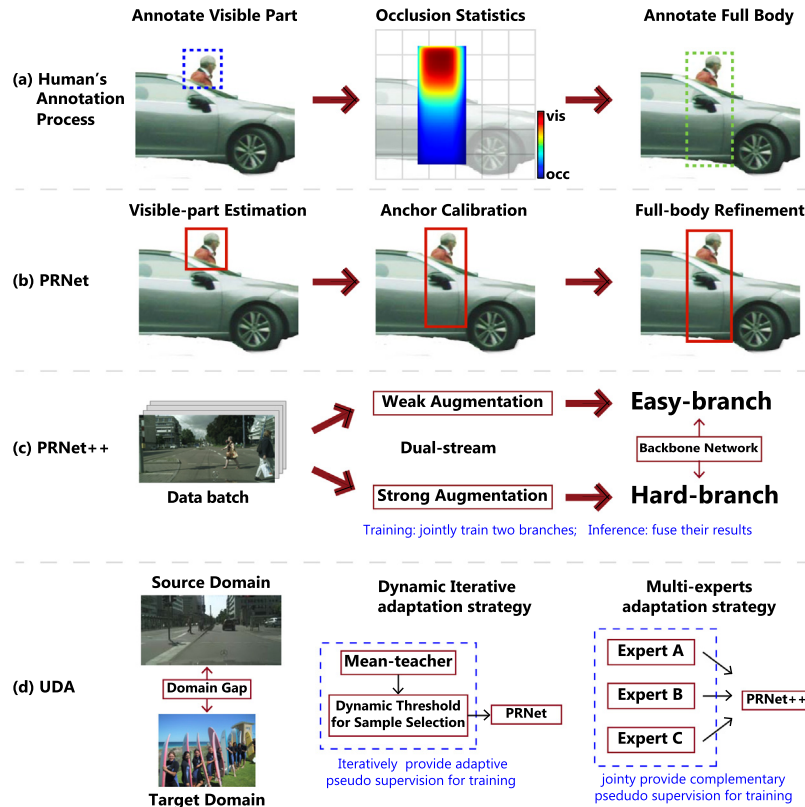 Annotate Visible Part
Occlusion Statistics
Annotate Full Body
(a) Human's
Annotation
Process
vis
occ
Visible-part Estimation
Anchor Calibration
Full-body Refinement
(b) PRNet
(c) PRNet++
Data batch
Weak Augmentation
Easy-branch
Dual-stream
Backbone Network
Strong Augmentation
Hard-branch
Training: jointly train two branches; Inference: fuse their results
(d) UDA
Source Domain
Domain Gap
Target Domain
Dynamic Iterative
adaptation strategy
Mean-teacher
Dynamic Threshold
for Sample Selection
PRNet
Iteratively provide adaptive
pseudo supervision for training
Multi-experts
adaptation strategy
Expert A
Expert B
Expert C
PRNet++
jointy provide complementary
psedudo supervision for training